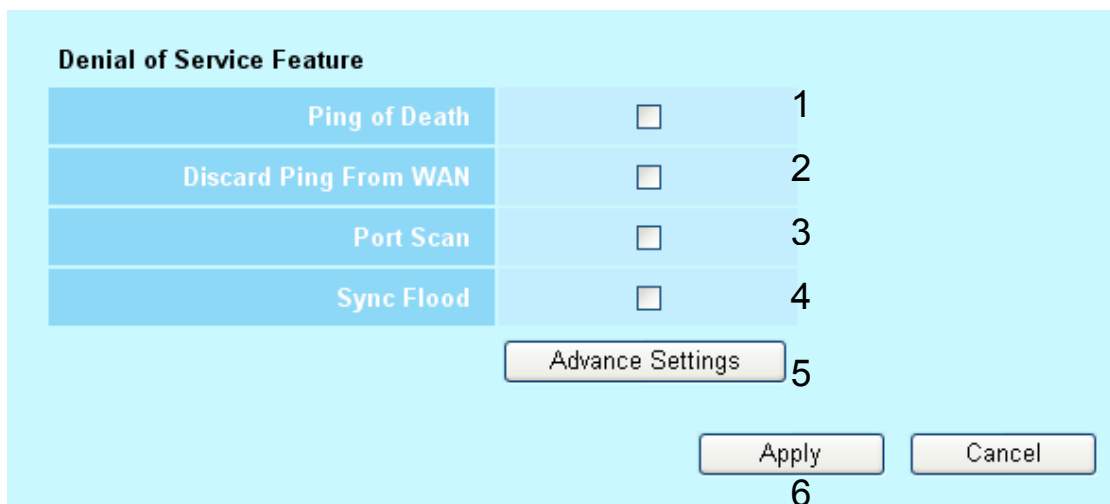 Denial of Service Feature
Ping of Death 1
Discard Ping From WAN 2
Port Scan 3
Sync Flood 4
Advance Settings 5
Apply Cancel
6